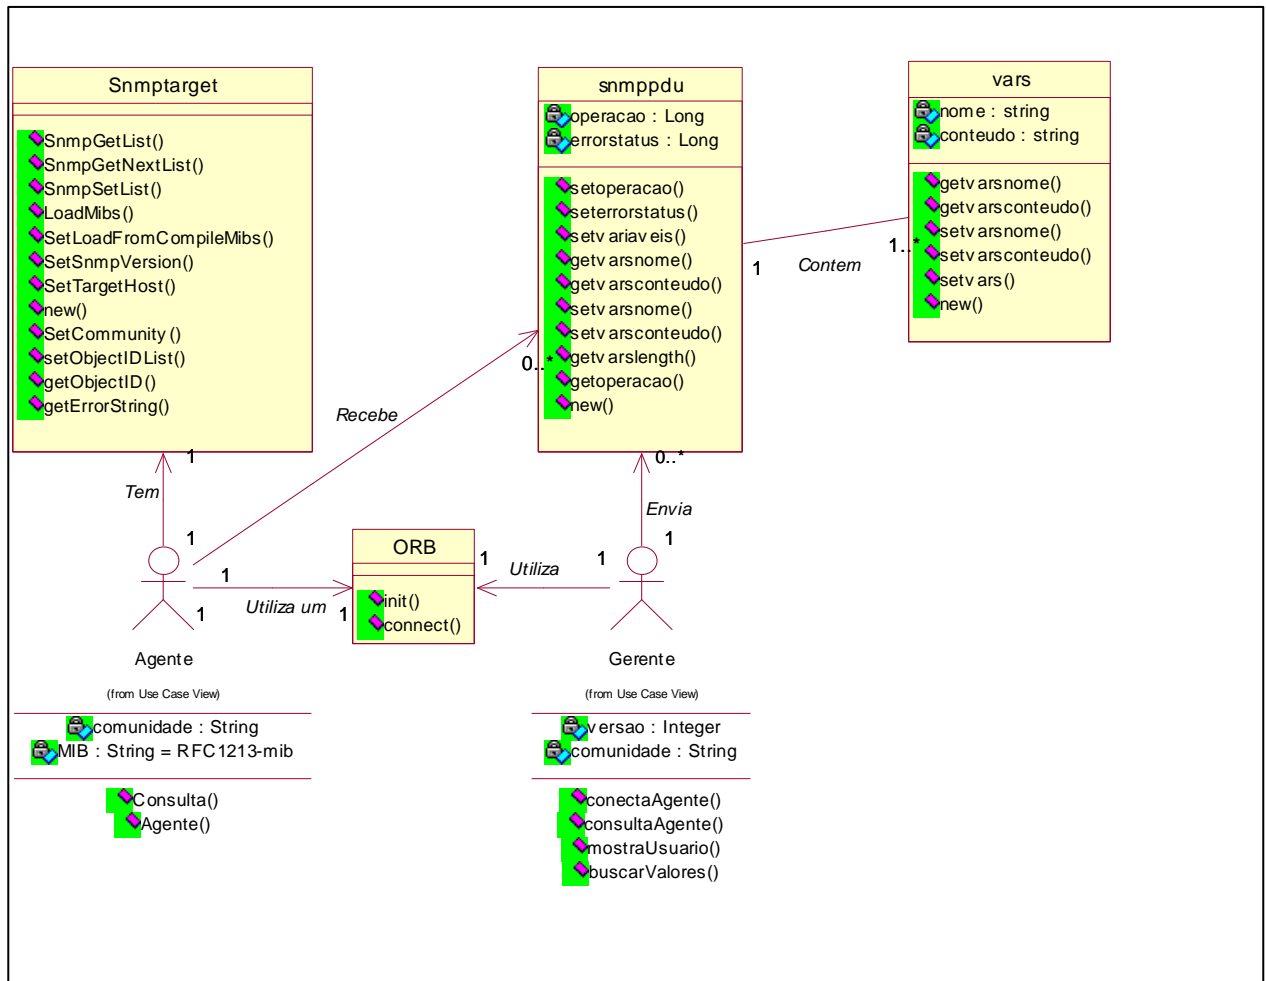 Snmptarget
SnmpGetList()
SnmpGetNextList()
SnmpSetList()
LoadMibs()
SetLoadFromCompileMibs()
SetSnmpVersion()
SetTargetHost()
new()
SetCommunity()
setObjectIDList()
getObjectID()
getErrorString()
snmppdu
operacao : Long
errorstatus : Long
setoperacao()
seterrorstatus()
setvariaveis()
getvarsnome()
getvarsconteudo()
setvarsnome()
setvarsconteudo()
getvarslength()
getoperacao()
new()
vars
nome : string
conteudo : string
getvarsnome()
getvarsconteudo()
setvarsnome()
setvarsconteudo()
setvars()
new()
1
Contem
1..*
0..*
Recebe
1
Tem
1
0..*
Envia
1
ORB
init()
connect()
1
Utiliza um
1
1
1
Utiliza
1
Agente
(from Use Case View)
comunidade : String
MIB : String = RFC1213-mib
Consulta()
Agente()
Gerente
(from Use Case View)
versao : Integer
comunidade : String
conectaAgente()
consultaAgente()
mostraUsuario()
buscarValores()